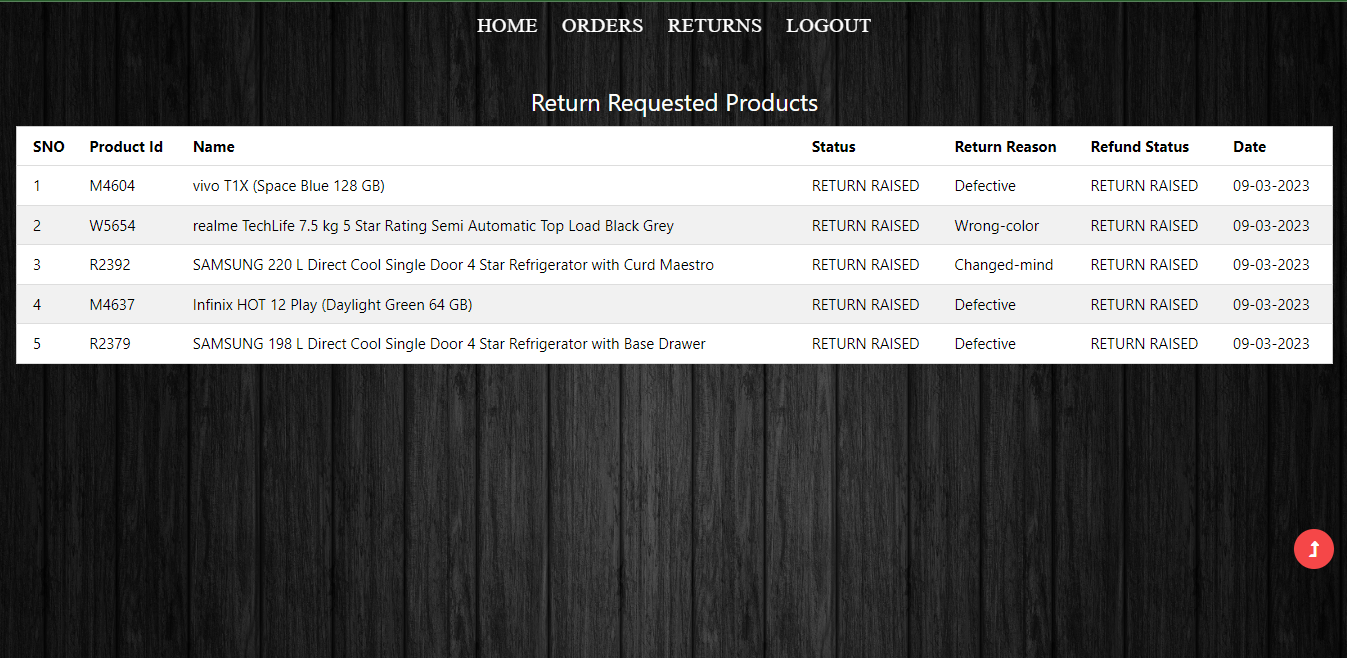 HOME ORDERS RETURNS LOGOUT
Return Requested Products
SNO Product Id Name Status Return Reason Refund Status Date
1 M4604 vivo T1X (Space Blue 128 GB) RETURN RAISED Defective RETURN RAISED 09-03-2023
2 W5654 realme TechLife 7.5 kg 5 Star Rating Semi Automatic Top Load Black Grey RETURN RAISED Wrong-color RETURN RAISED 09-03-2023
3 R2392 SAMSUNG 220 L Direct Cool Single Door 4 Star Refrigerator with Curd Maestro RETURN RAISED Changed-mind RETURN RAISED 09-03-2023
4 M4637 Infinix HOT 12 Play (Daylight Green 64 GB) RETURN RAISED Defective RETURN RAISED 09-03-2023
5 R2379 SAMSUNG 198 L Direct Cool Single Door 4 Star Refrigerator with Base Drawer RETURN RAISED Defective RETURN RAISED 09-03-2023